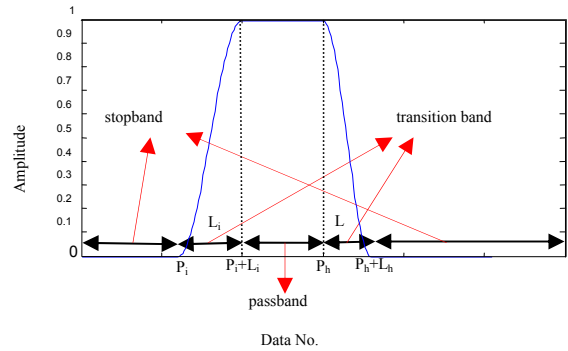 1
0.9
0.8
0.7
0.6
0.5
0.4
0.3
0.2
0.1
0
Amplitude
stopband
transition band
Li
L
Pi
Pi+Li
Ph
Ph+Lh
passband
Data No.